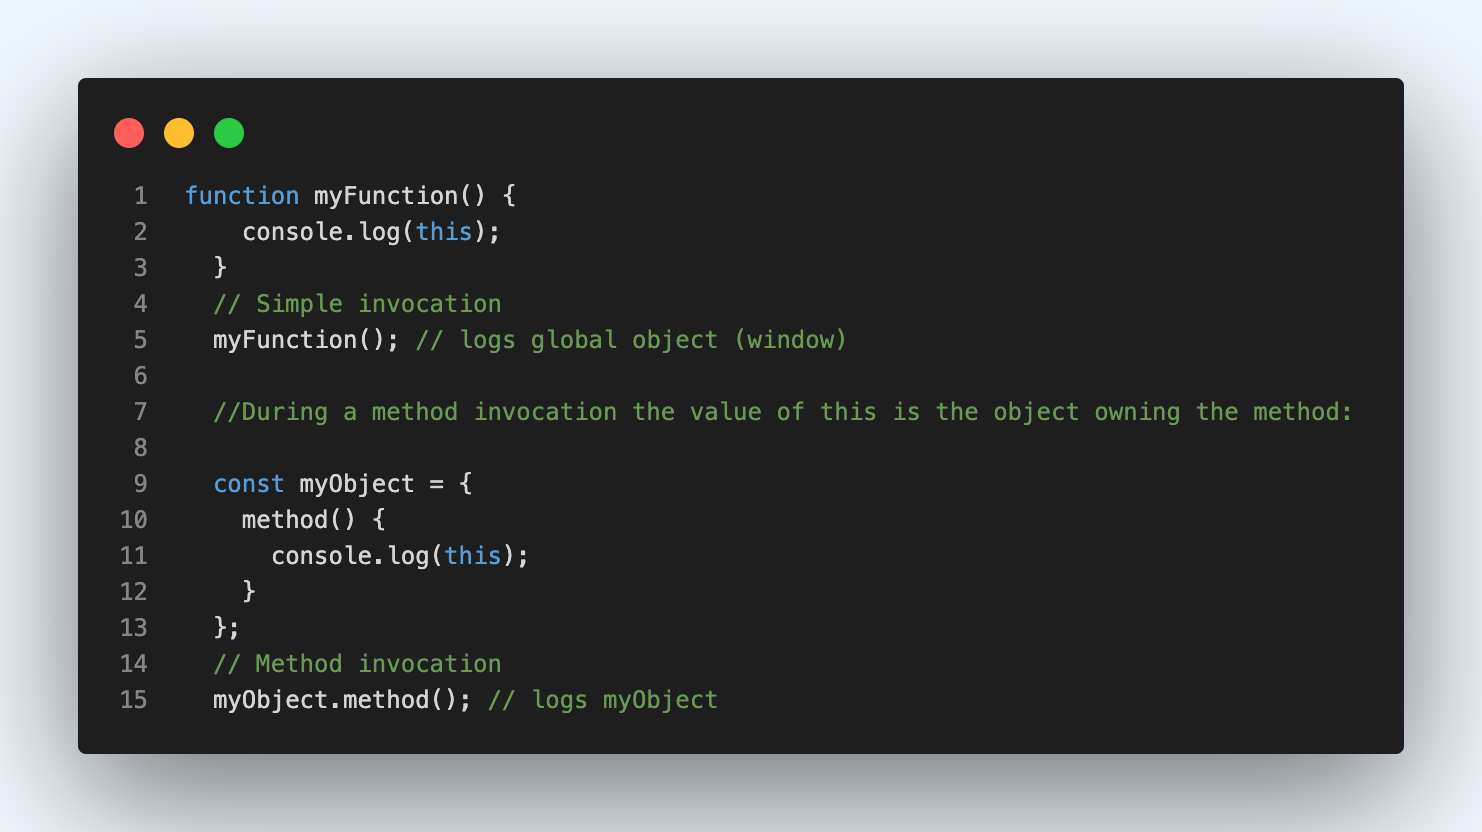 1 function myFunction() {
2 console.log(this);
3 }
4 // Simple invocation
5 myFunction(); // logs global object (window)
6
7 //During a method invocation the value of this is the object owning the method:
8
9 const myObject = {
10 method() {
11 console.log(this);
12 }
13 };
14 // Method invocation
15 myObject.method(); // logs myObject